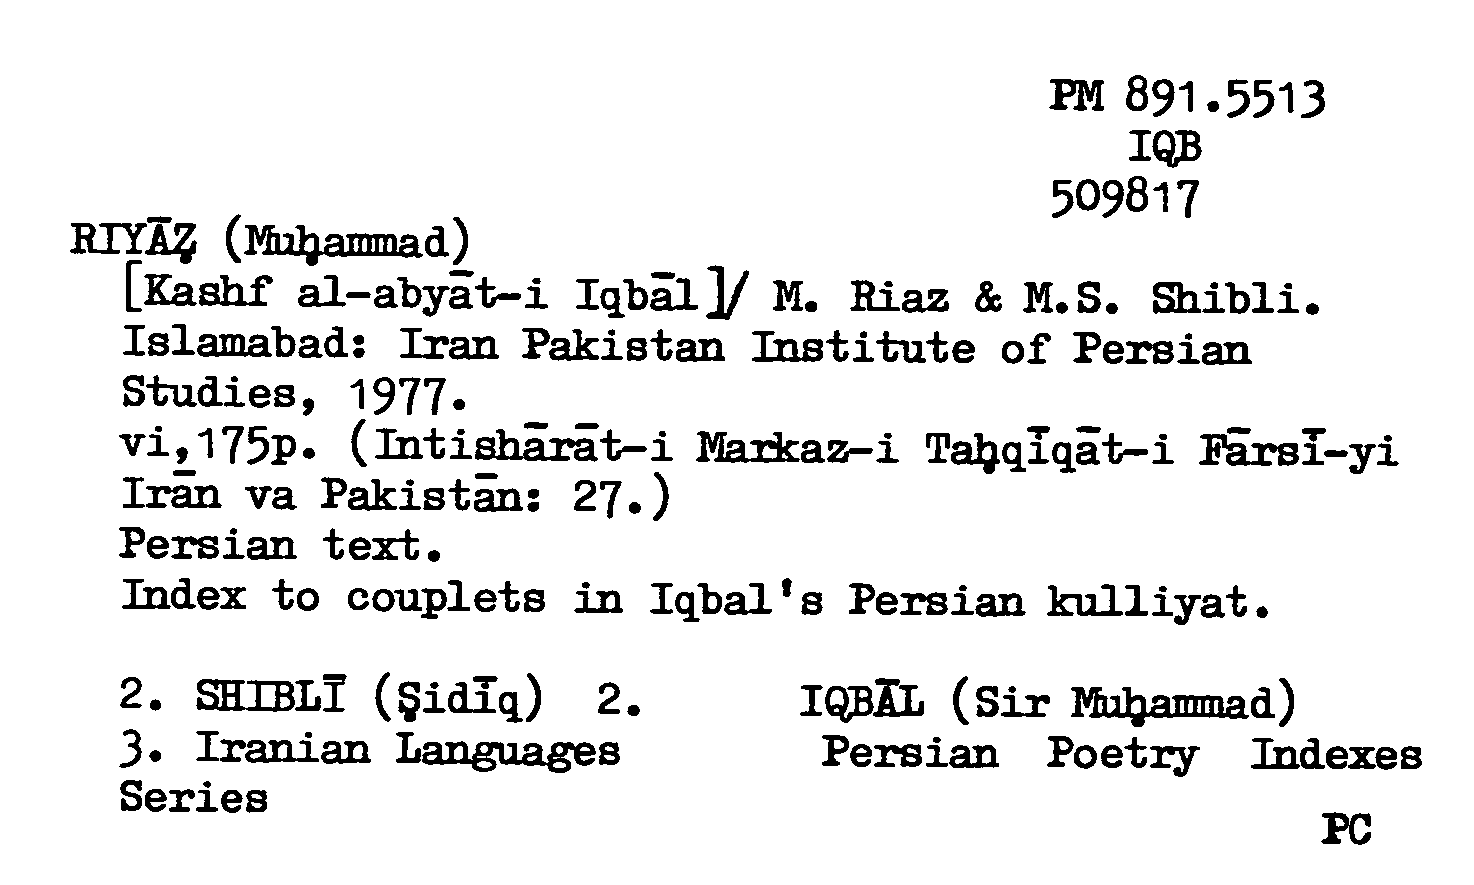 PM 891.5513
IQB
509817
RIYĀẒ (Muḥammad)
[Kashf al-abyāt-i Iqbāl]/ M. Riaz & M.S. Shibli.
Islamabad: Iran Pakistan Institute of Persian
Studies, 1977.
vi,175p. (Intishārāt-i Markaz-i Taḥqīqāt-i Fārsī-yi
Irān va Pakistān: 27.)
Persian text.
Index to couplets in Iqbal's Persian kulliyat.
2. SHIBLĪ (Ṣidīq) 2. IQBĀL (Sir Muḥammad)
3. Iranian Languages Persian Poetry Indexes
Series
PC